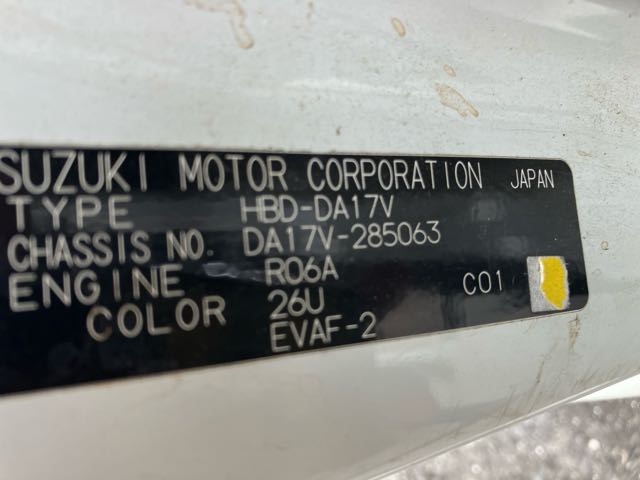 SUZUKI MOTOR CORPORATION JAPAN
TYPE HBD-DA17V
CHASSIS NO. DA17V-285063
ENGINE R06A
COLOR 26U C01
EVAF-2